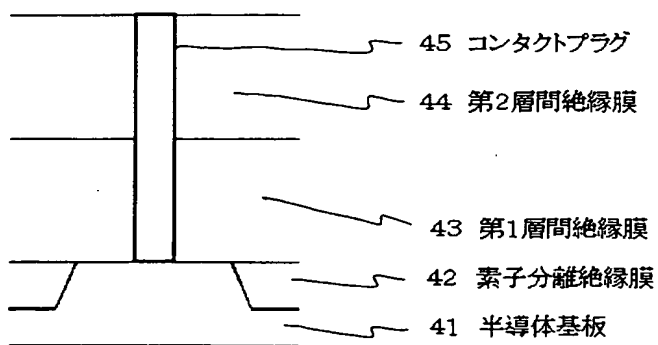 45 コンタクトプラグ
44 第2層間絶縁膜
43 第1層間絶縁膜
42 素子分離絶縁膜
41 半導体基板